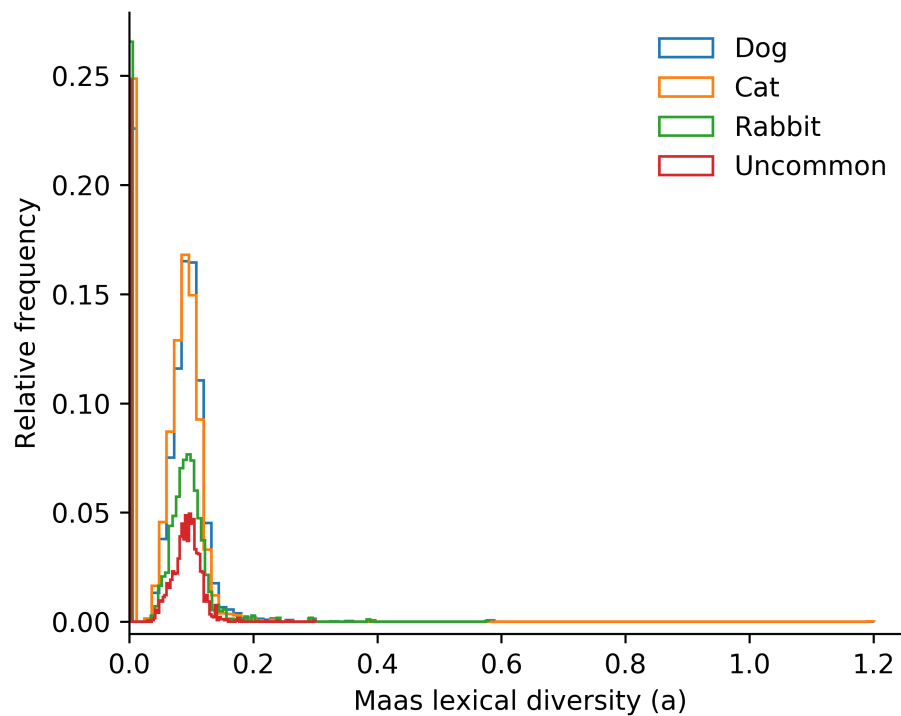 Dog
Cat
Rabbit
Uncommon
Relative frequency
0.25
0.20
0.15
0.10
0.05
0.00
0.0 0.2 0.4 0.6 0.8 1.0 1.2
Maas lexical diversity (a)